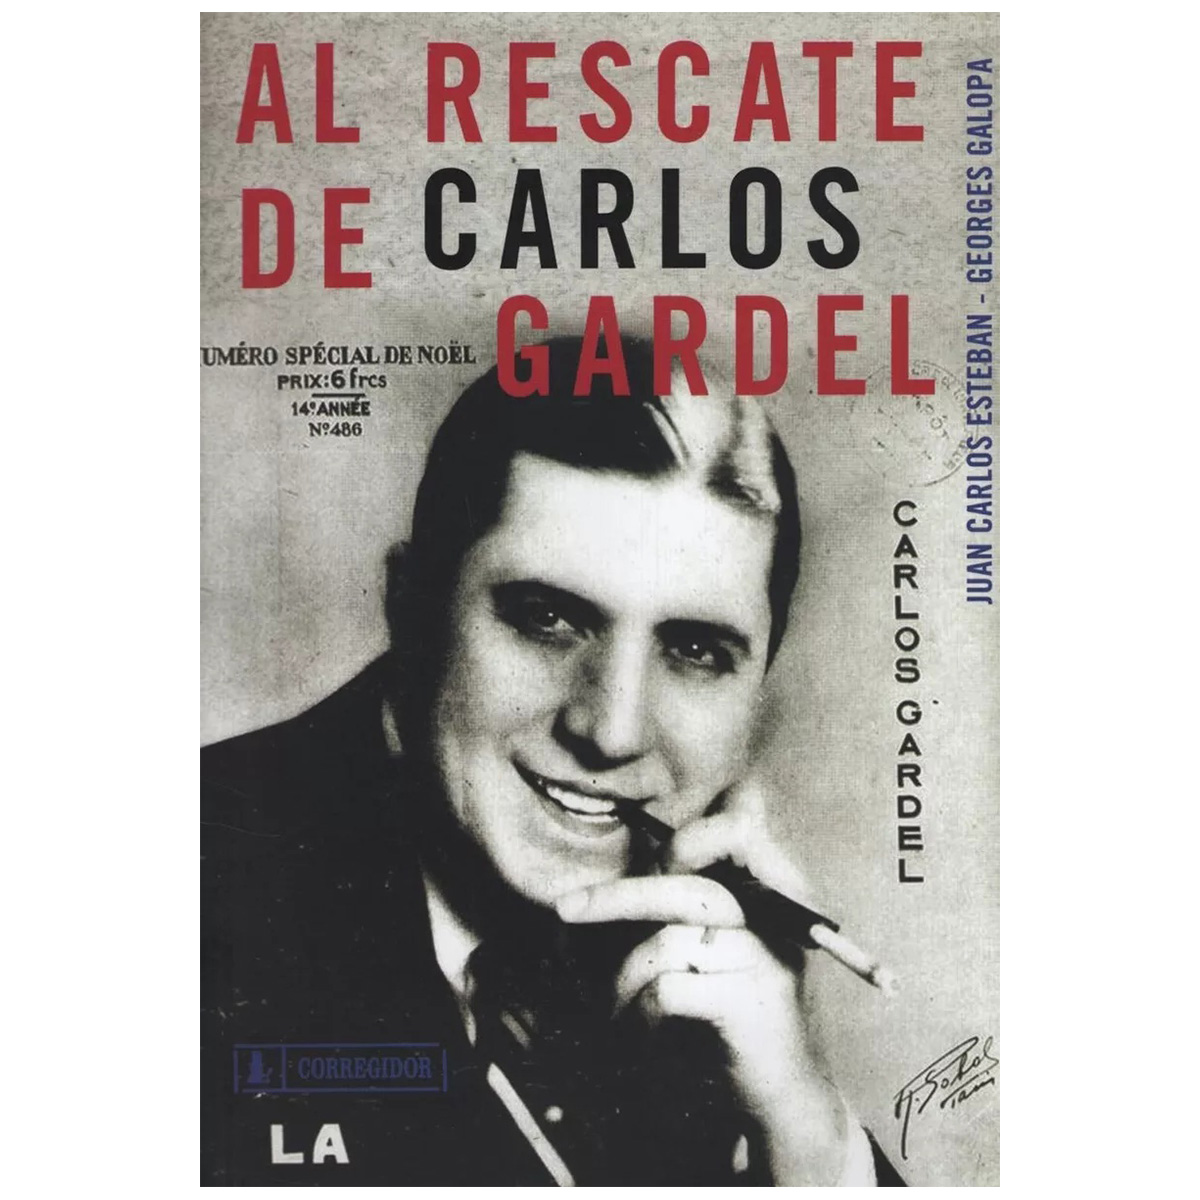 AL RESCATE
DE CARLOS
GARDEL
JUAN CARLOS ESTEBAN - GEORGES GALOPA
UMÉRO SPÉCIAL DE NOËL
PRIX: 6 frcs
14e ANNÉE
No 486
CARLOS GARDEL
CORREGIDOR
LA